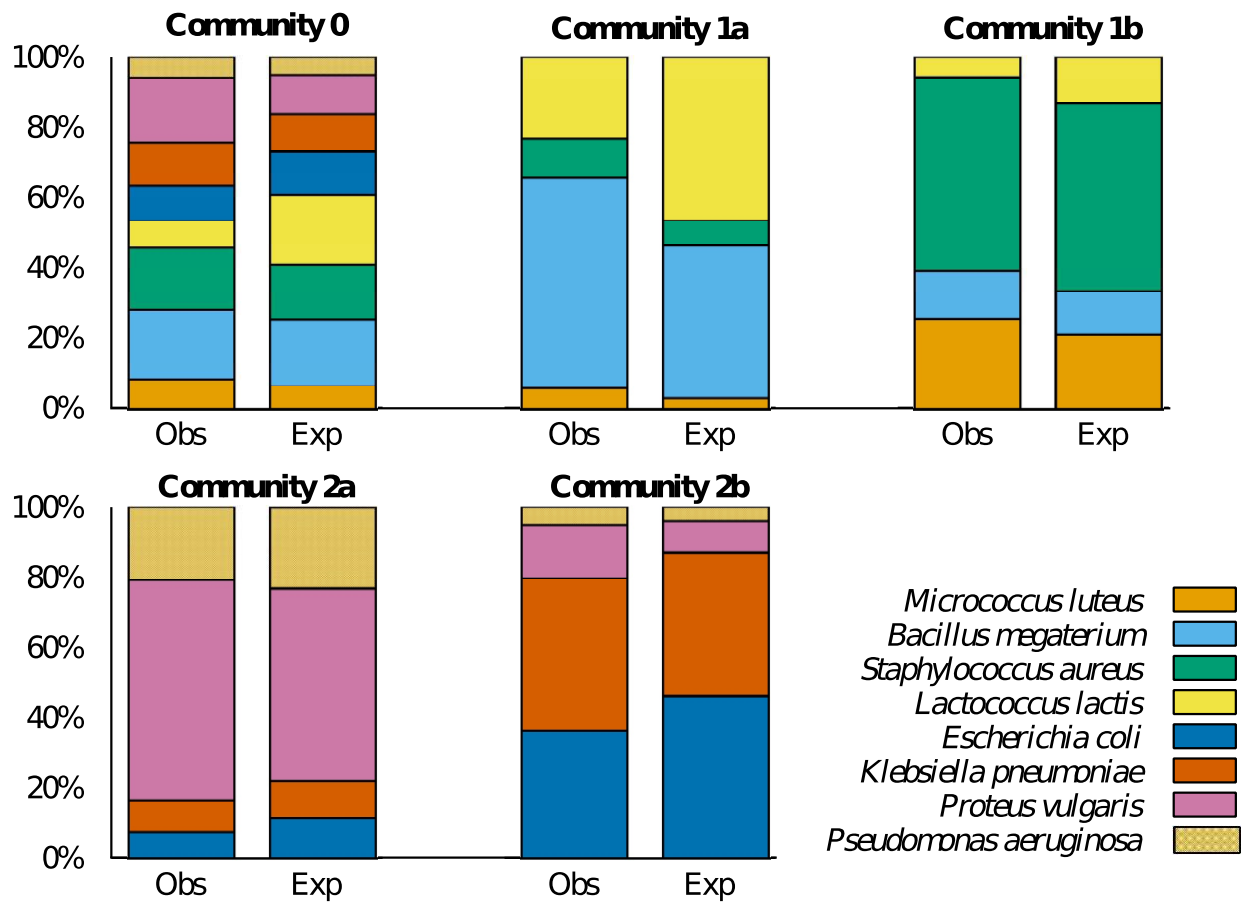 Community 0
Community 1a
Community 1b
100%
80%
60%
40%
20%
0%
Obs
Exp
Obs
Exp
Obs
Exp
Community 2a
Community 2b
100%
80%
60%
40%
20%
0%
Obs
Exp
Obs
Exp
Micrococcus luteus
Bacillus megaterium
Staphylococcus aureus
Lactococcus lactis
Escherichia coli
Klebsiella pneumoniae
Proteus vulgaris
Pseudomonas aeruginosa